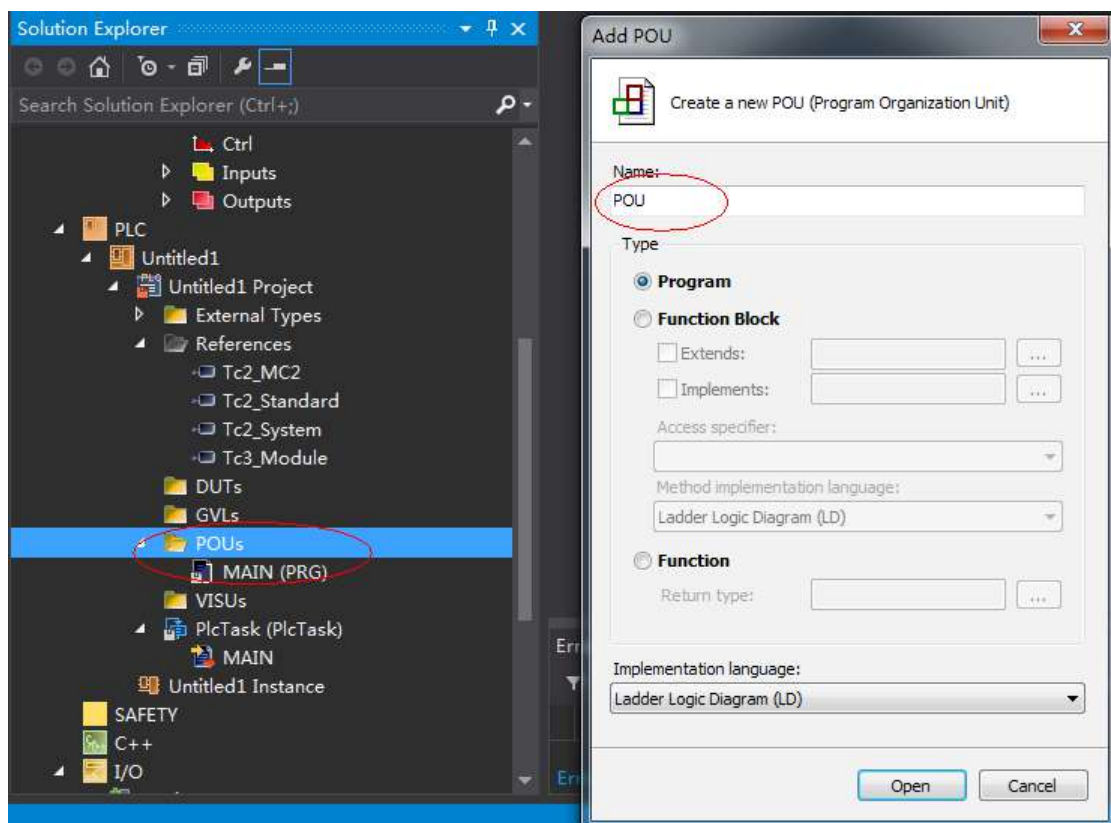 Solution Explorer
Search Solution Explorer (Ctrl+;)
Ctrl
Inputs
Outputs
PLC
Untitled1
Untitled1 Project
External Types
References
Tc2_MC2
Tc2_Standard
Tc2_System
Tc3_Module
DUTs
GVLs
POUs
MAIN (PRG)
VISUs
PlcTask (PlcTask)
MAIN
Untitled1 Instance
SAFETY
C++
I/O
Add POU
Create a new POU (Program Organization Unit)
Name:
POU
Type
Program
Function Block
Extends:
...
Implements:
...
Access specifier:
Method implementation language:
Ladder Logic Diagram (LD)
Function
Return type:
...
Implementation language:
Ladder Logic Diagram (LD)
Open Cancel